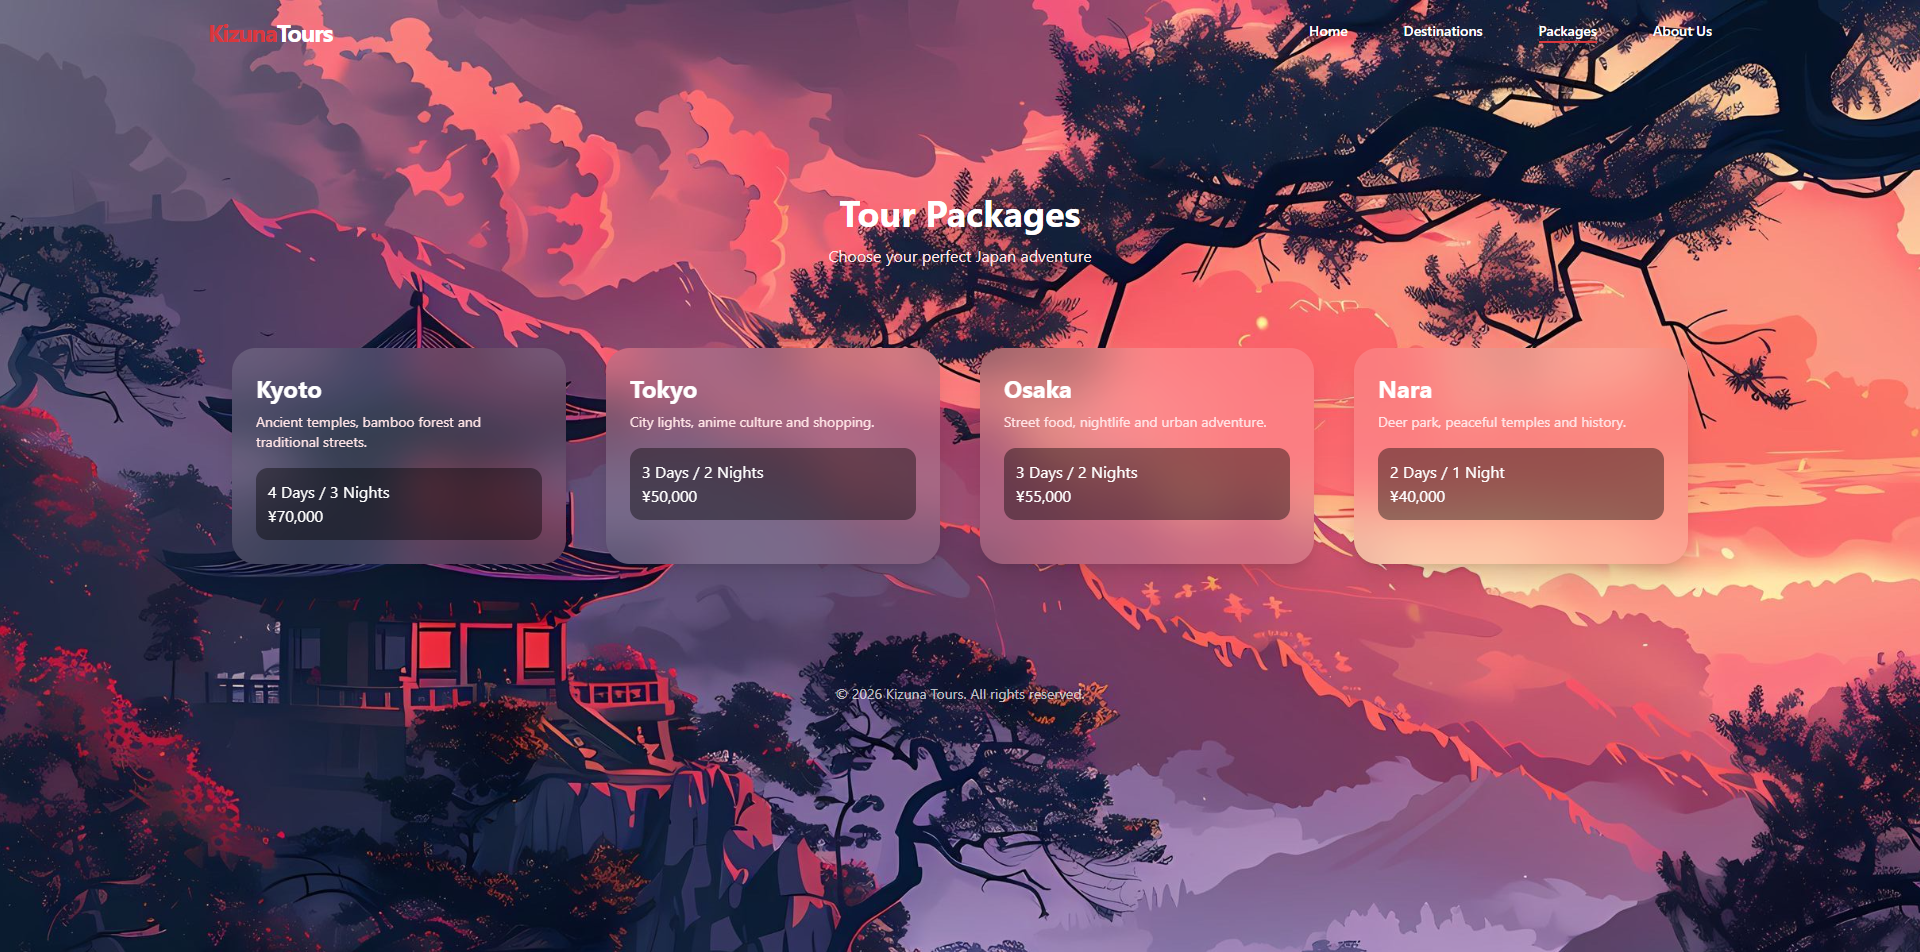 KizunaTours
Home
Destinations
Packages
About Us
Tour Packages
Choose your perfect Japan adventure
Kyoto
Ancient temples, bamboo forest and
traditional streets.
4 Days / 3 Nights
¥70,000
Tokyo
City lights, anime culture and shopping.
3 Days / 2 Nights
¥50,000
Osaka
Street food, nightlife and urban adventure.
3 Days / 2 Nights
¥55,000
Nara
Deer park, peaceful temples and history.
2 Days / 1 Night
¥40,000
© 2026 Kizuna Tours. All rights reserved.